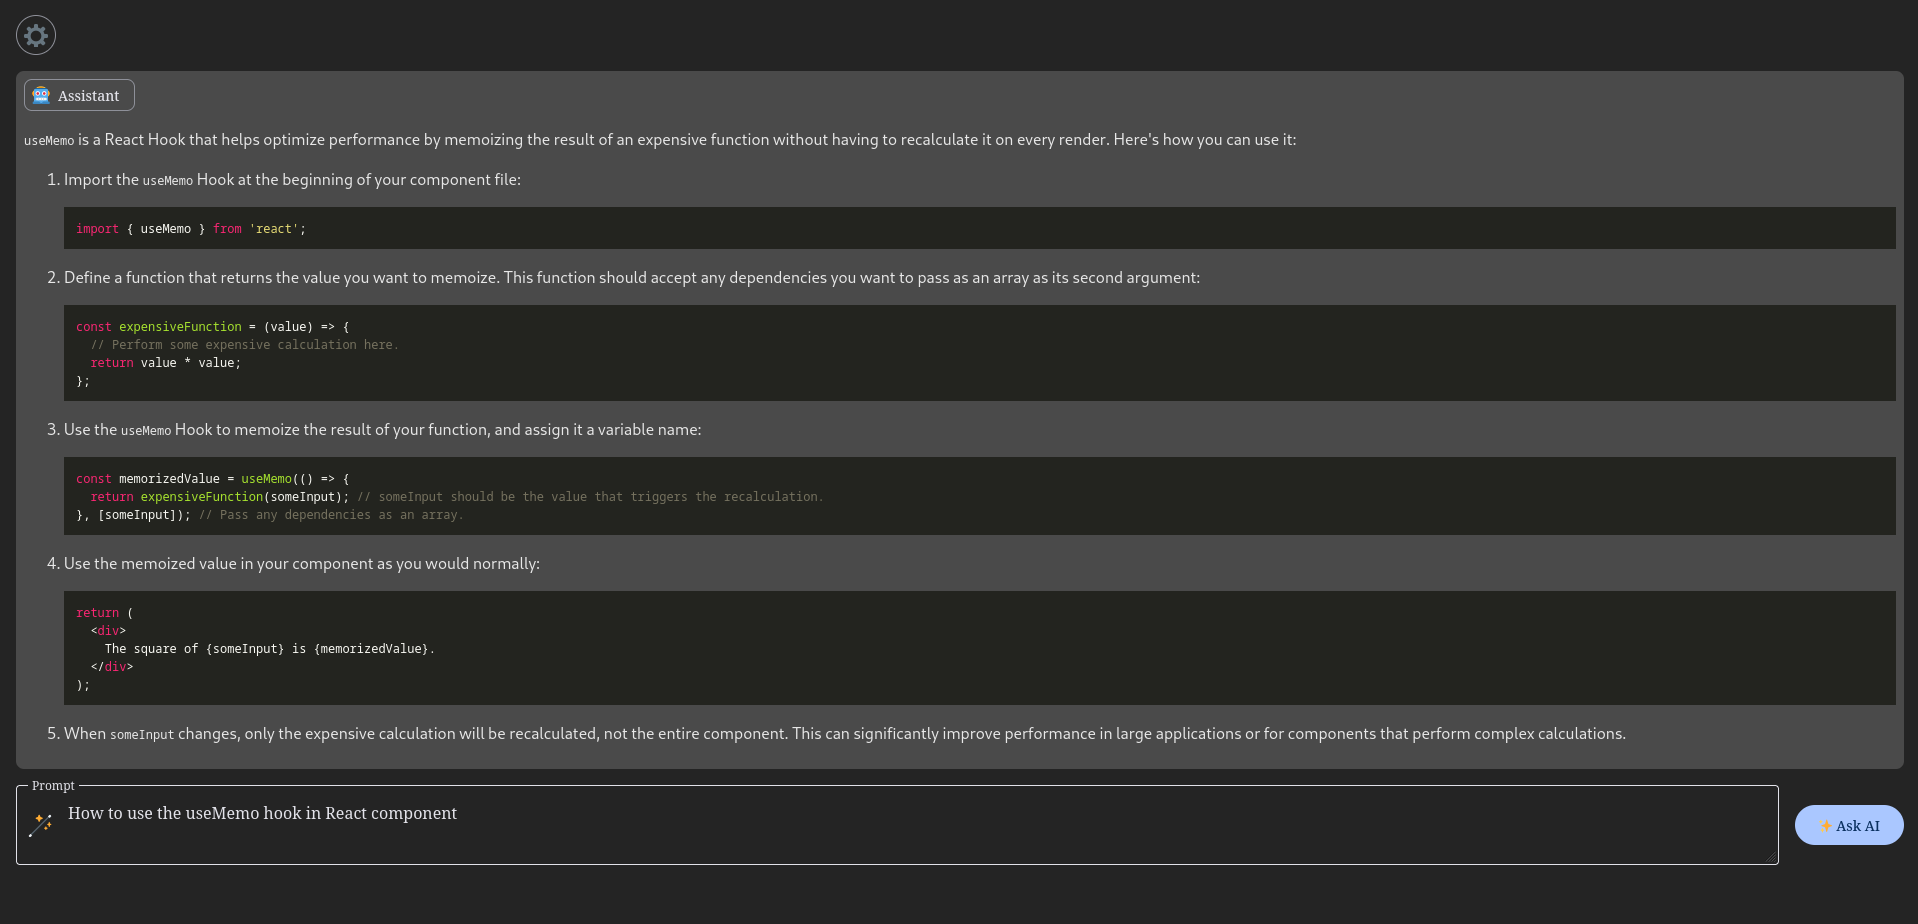 Assistant
useMemo is a React Hook that helps optimize performance by memoizing the result of an expensive function without having to recalculate it on every render. Here's how you can use it:
1. Import the useMemo Hook at the beginning of your component file:
import { useMemo } from 'react';
2. Define a function that returns the value you want to memoize. This function should accept any dependencies you want to pass as an array as its second argument:
const expensiveFunction = (value) => {
  // Perform some expensive calculation here.
  return value * value;
};
3. Use the useMemo Hook to memoize the result of your function, and assign it a variable name:
const memorizedValue = useMemo(() => {
  return expensiveFunction(someInput); // someInput should be the value that triggers the recalculation.
}, [someInput]); // Pass any dependencies as an array.
4. Use the memoized value in your component as you would normally:
return (
  <div>
    The square of {someInput} is {memorizedValue}.
  </div>
);
5. When someInput changes, only the expensive calculation will be recalculated, not the entire component. This can significantly improve performance in large applications or for components that perform complex calculations.
Prompt
How to use the useMemo hook in React component
✨ Ask AI